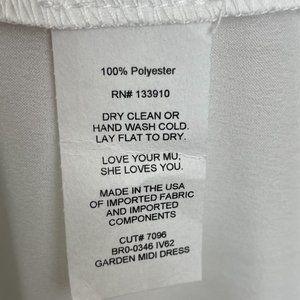 100% Polyester
RN# 133910
DRY CLEAN OR
HAND WASH COLD.
LAY FLAT TO DRY.
LOVE YOUR MU,
SHE LOVES YOU.
MADE IN THE USA
OF IMPORTED FABRIC
AND IMPORTED
COMPONENTS
CUT# 7096
BR0-0346 IV62
GARDEN MIDI DRESS